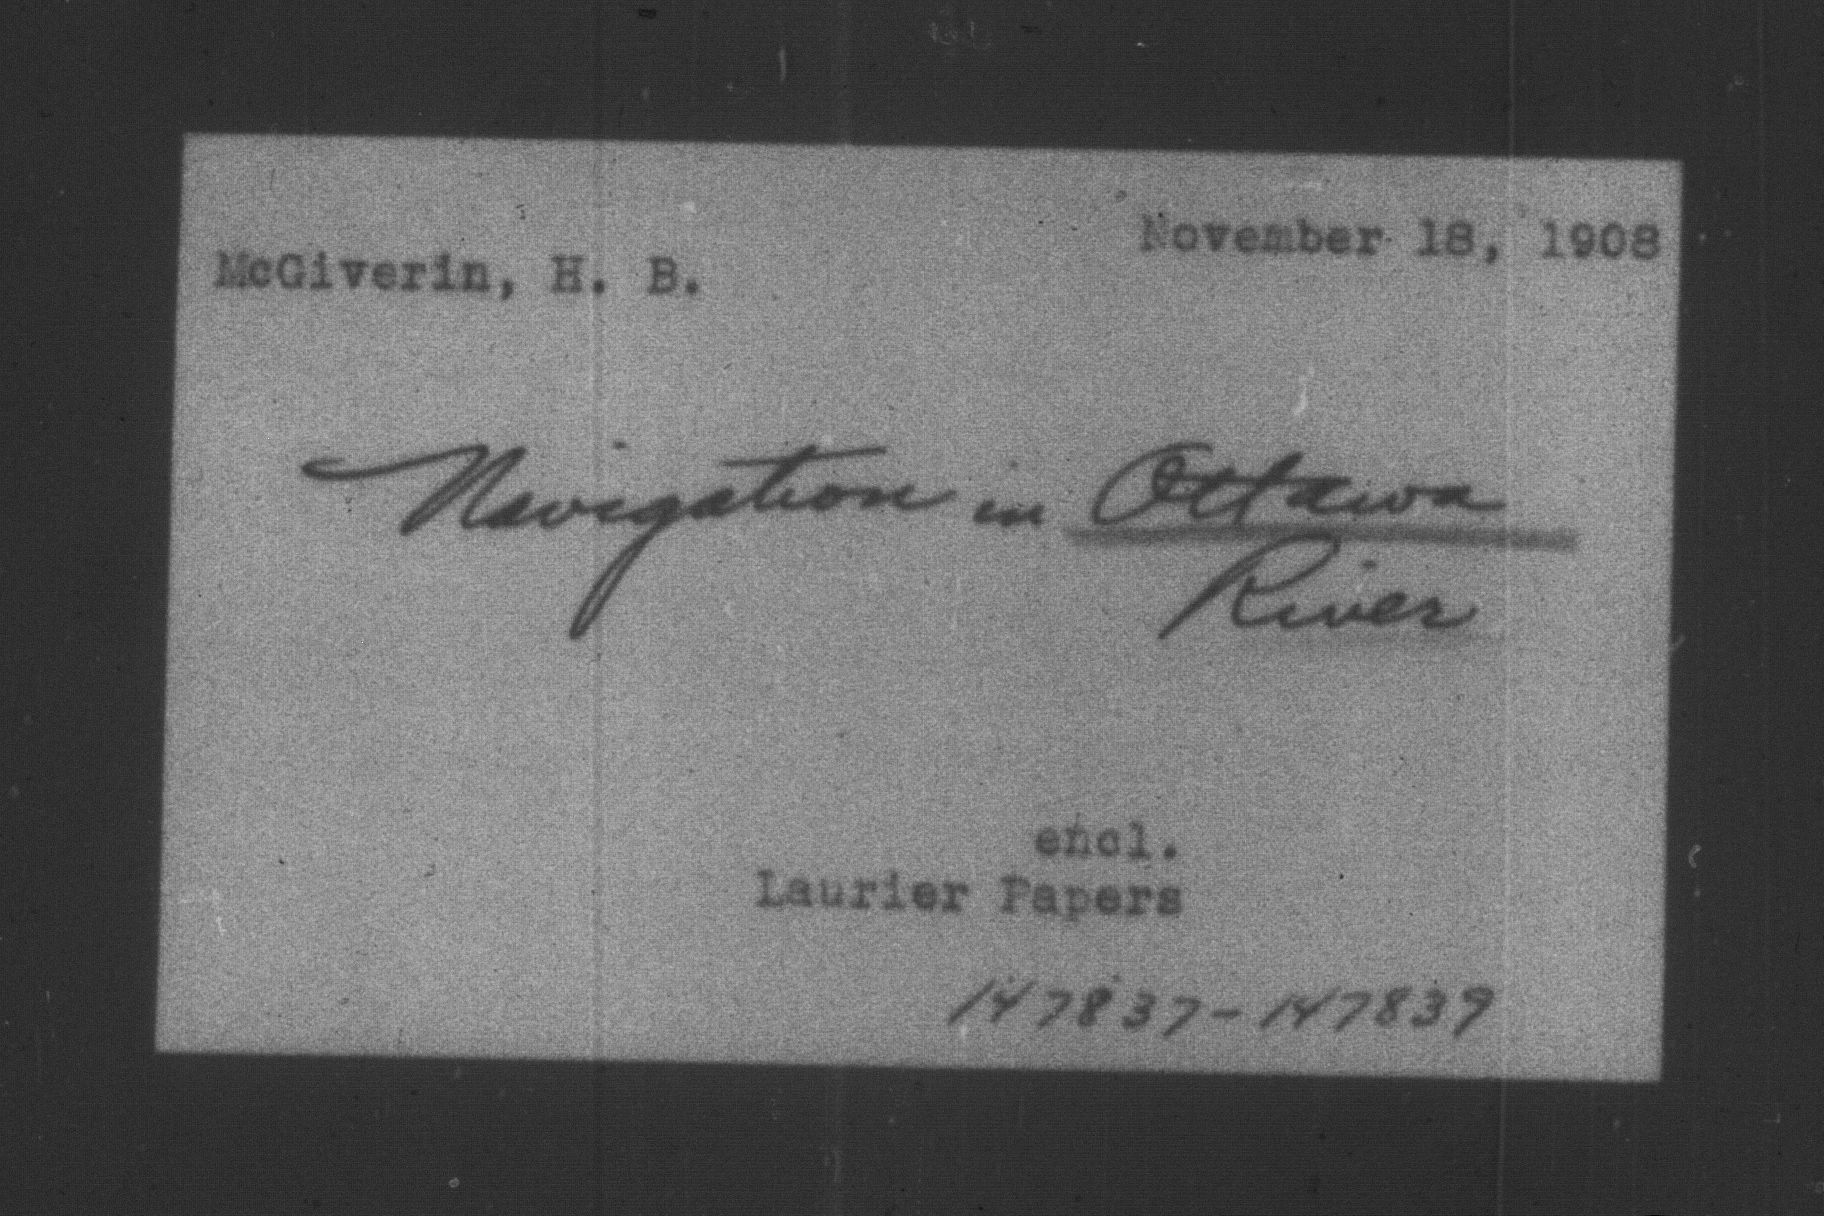 November 18, 1908
McGiverin, H. B.
Navigation in Ottawa
River
encl.
Laurier Papers
147837-147839